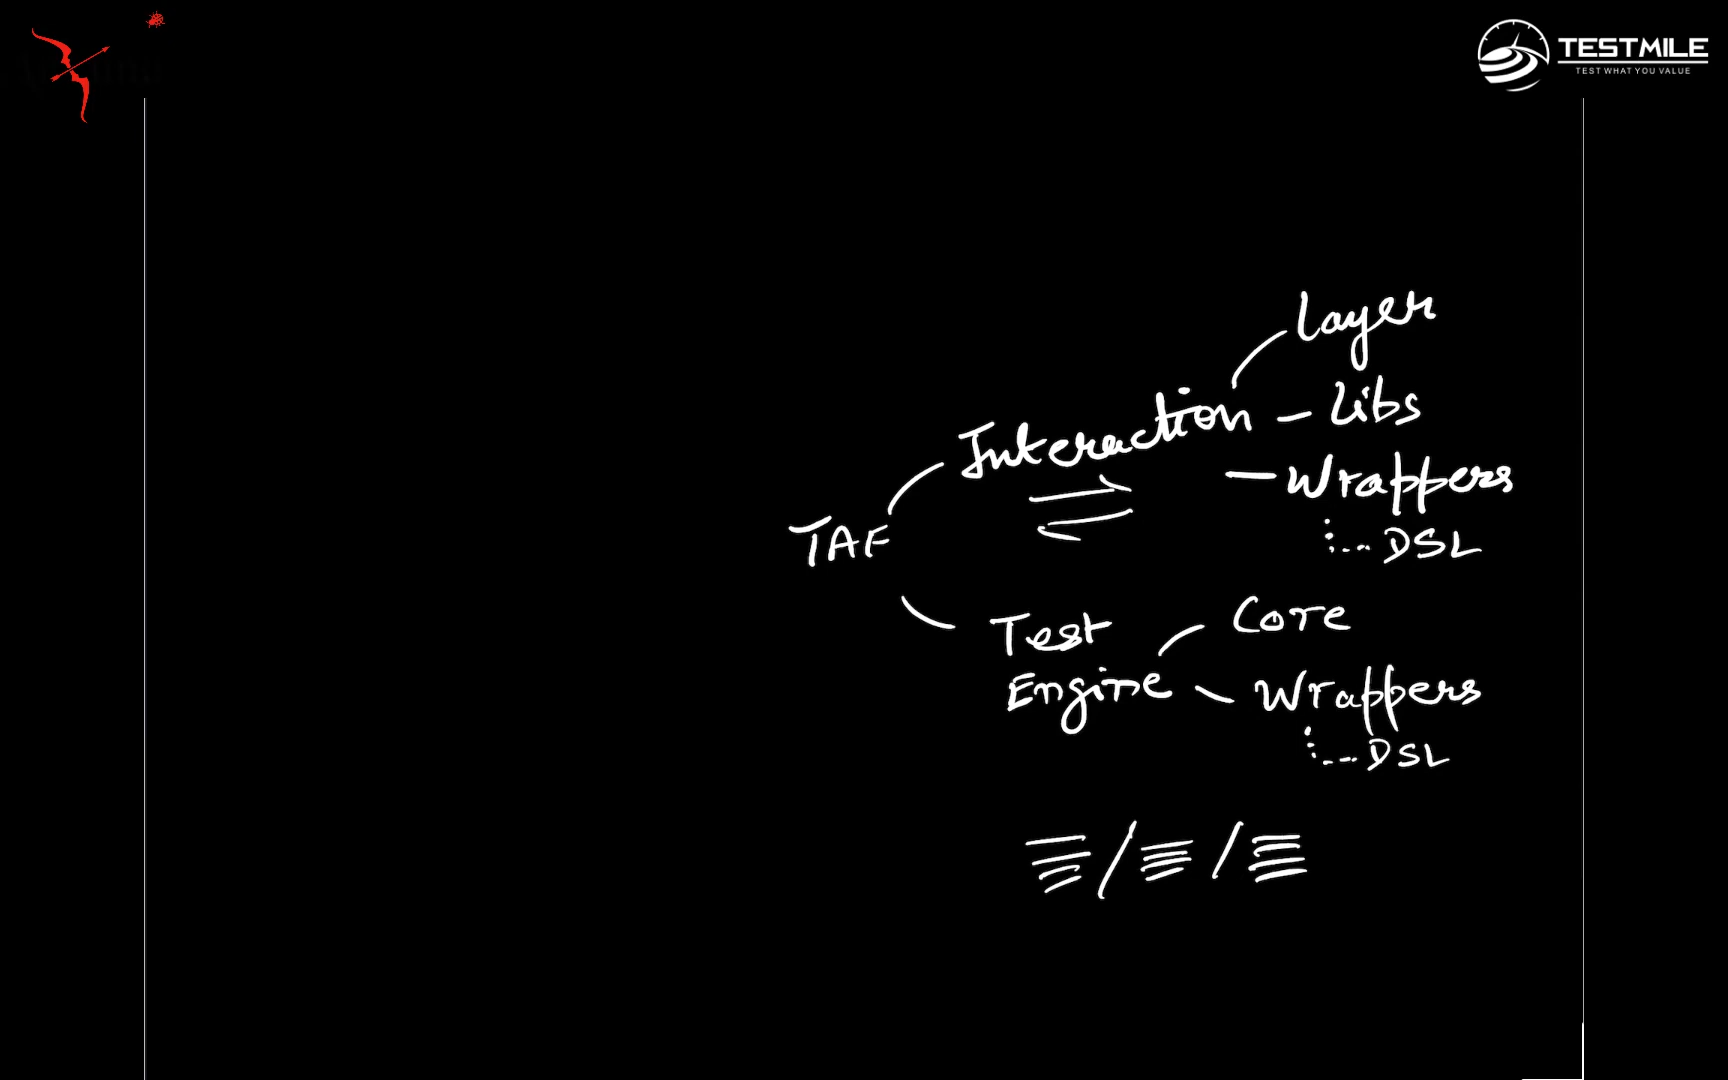 TESTMILE
TEST WHAT YOU VALUE
Layer
Interaction - Libs
- Wrappers
DSL
TAF
Test Engine
Core
Wrappers
DSL